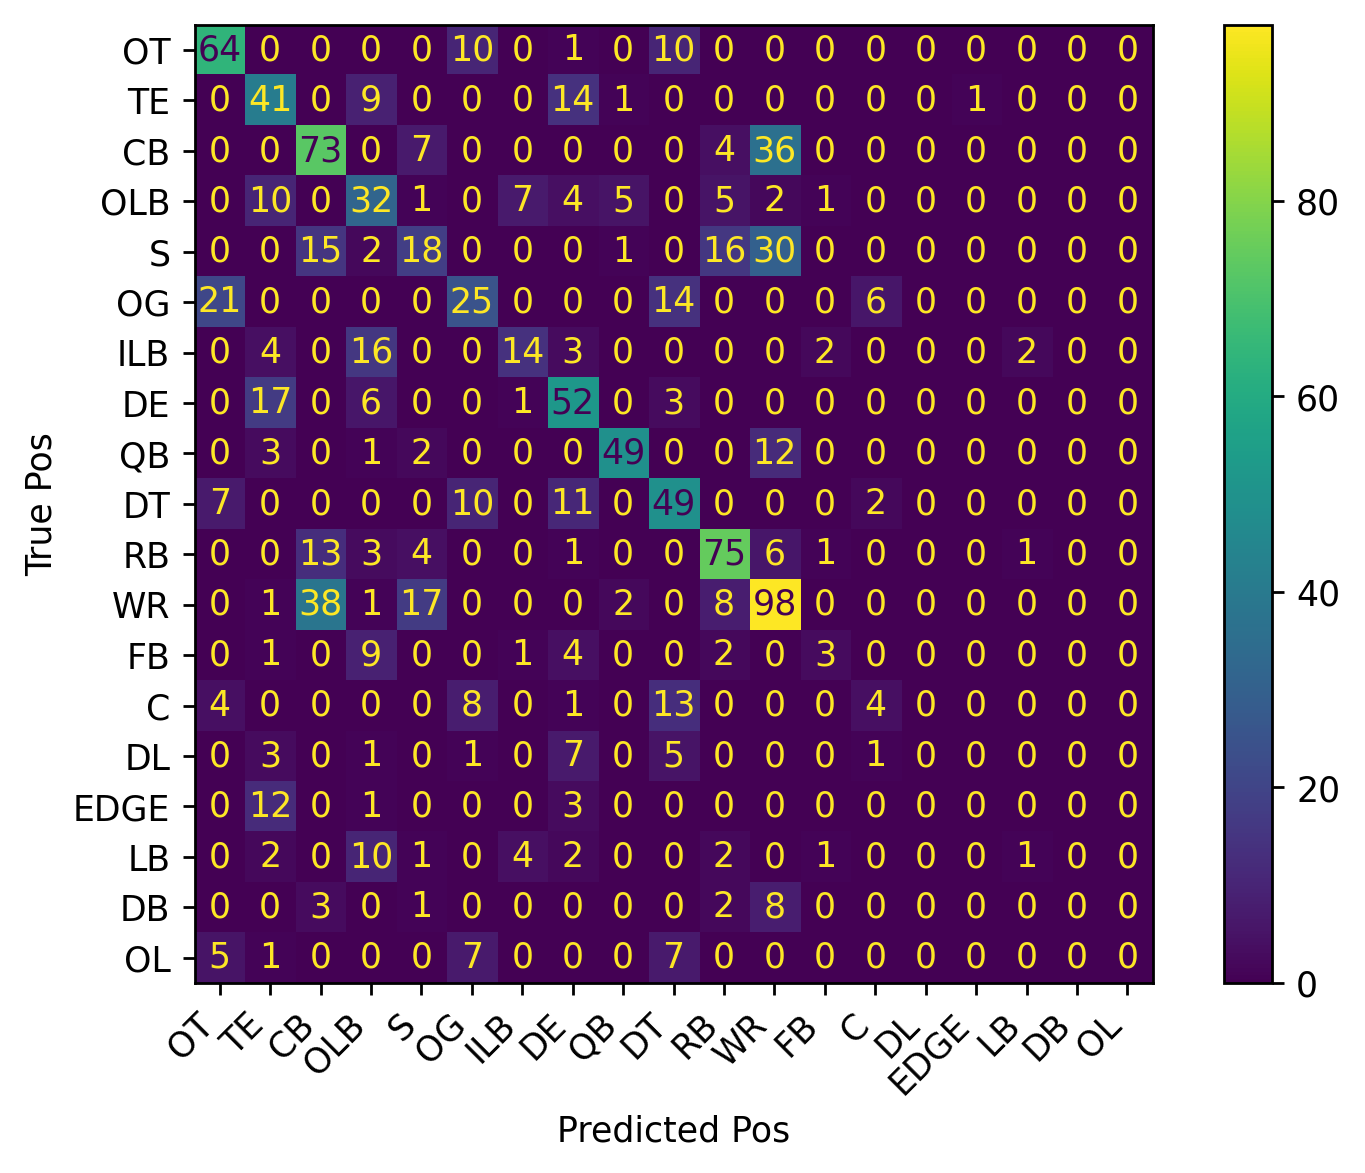 OT 64 0 0 0 0 10 0 1 0 10 0 0 0 0 0 0 0 0 0
TE 0 41 0 9 0 0 0 14 1 0 0 0 0 0 0 1 0 0 0
CB 0 0 73 0 7 0 0 0 0 0 4 36 0 0 0 0 0 0 0
OLB 0 10 0 32 1 0 7 4 5 0 5 2 1 0 0 0 0 0 0
S 0 0 15 2 18 0 0 0 1 0 16 30 0 0 0 0 0 0 0
OG 21 0 0 0 0 25 0 0 0 14 0 0 0 6 0 0 0 0 0
ILB 0 4 0 16 0 0 14 3 0 0 0 0 2 0 0 0 2 0 0
DE 0 17 0 6 0 0 1 52 0 3 0 0 0 0 0 0 0 0 0
QB 0 3 0 1 2 0 0 0 49 0 0 12 0 0 0 0 0 0 0
DT 7 0 0 0 0 10 0 11 0 49 0 0 0 2 0 0 0 0 0
RB 0 0 13 3 4 0 0 1 0 0 75 6 1 0 0 0 1 0 0
WR 0 1 38 1 17 0 0 0 2 0 8 98 0 0 0 0 0 0 0
FB 0 1 0 9 0 0 1 4 0 0 2 0 3 0 0 0 0 0 0
C 4 0 0 0 0 8 0 1 0 13 0 0 0 4 0 0 0 0 0
DL 0 3 0 1 0 1 0 7 0 5 0 0 0 1 0 0 0 0 0
EDGE 0 12 0 1 0 0 0 3 0 0 0 0 0 0 0 0 0 0 0
LB 0 2 0 10 1 0 4 2 0 0 2 0 1 0 0 0 1 0 0
DB 0 0 3 0 1 0 0 0 0 0 2 8 0 0 0 0 0 0 0
OL 5 1 0 0 0 7 0 0 0 7 0 0 0 0 0 0 0 0 0
OT TE CB OLB S OG ILB DE QB DT RB WR FB C DL EDGE LB DB OL
Predicted Pos
True Pos
80
60
40
20
0